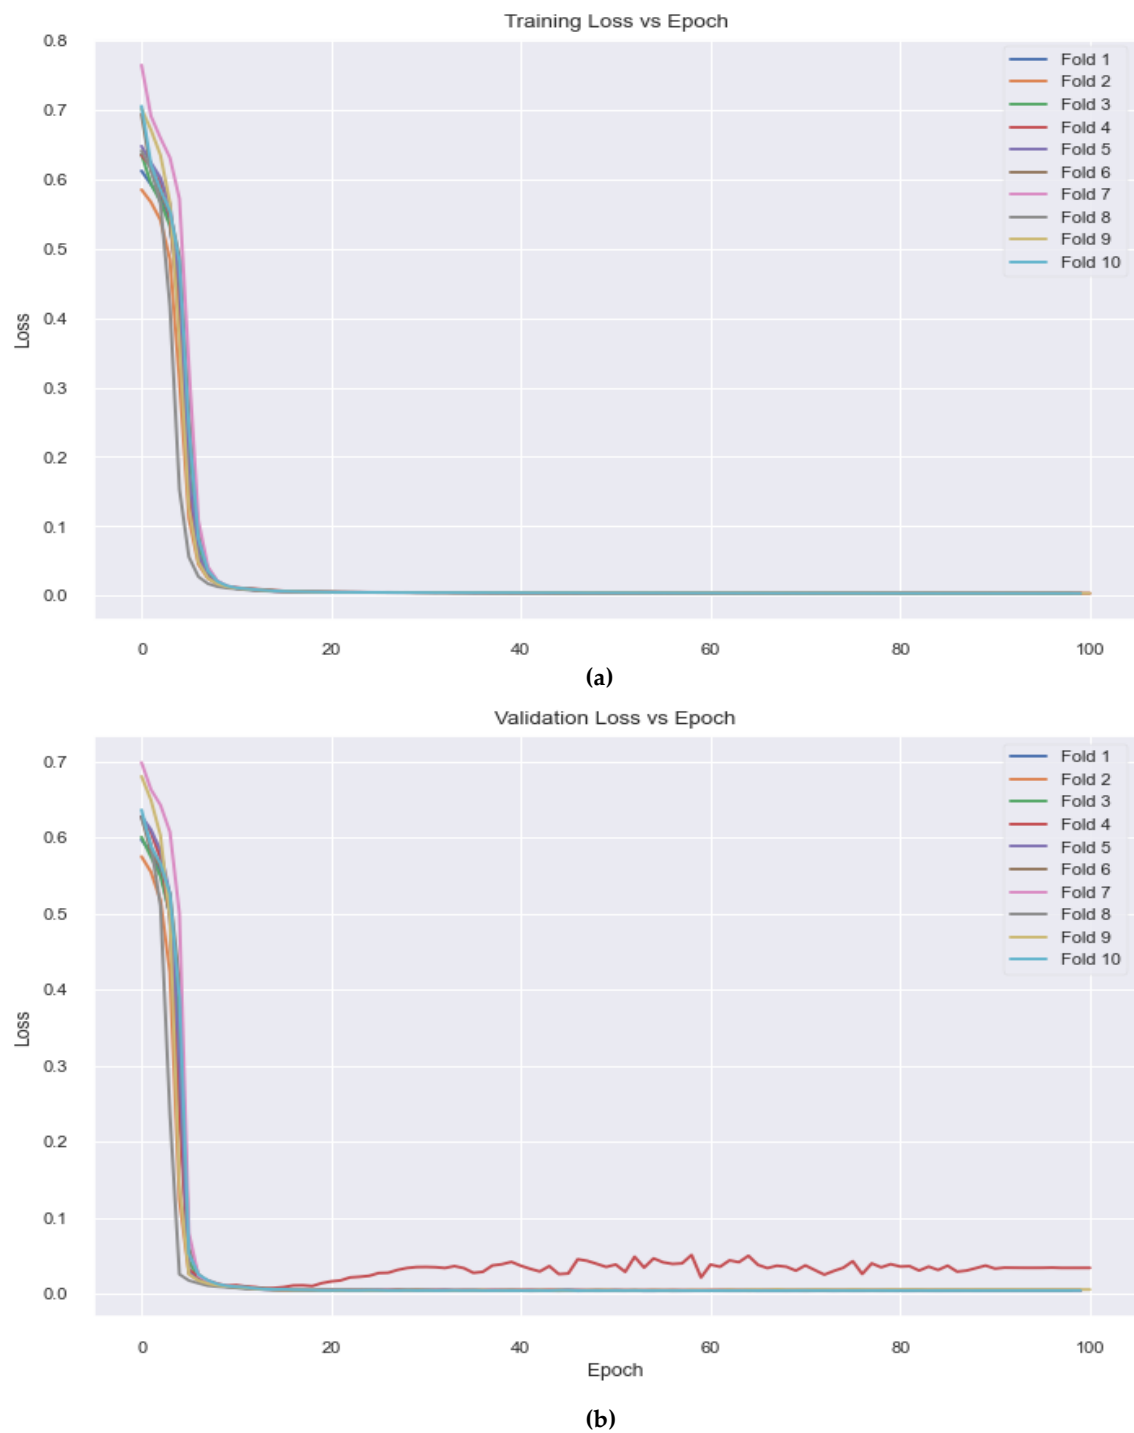 Training Loss vs Epoch
0.8
0.7
0.6
0.5
0.4
0.3
0.2
0.1
0.0
Loss
Fold 1
Fold 2
Fold 3
Fold 4
Fold 5
Fold 6
Fold 7
Fold 8
Fold 9
Fold 10
0 20 40 60 80 100
(a)
Validation Loss vs Epoch
0.7
0.6
0.5
0.4
0.3
0.2
0.1
0.0
Loss
Fold 1
Fold 2
Fold 3
Fold 4
Fold 5
Fold 6
Fold 7
Fold 8
Fold 9
Fold 10
0 20 40 60 80 100
Epoch
(b)